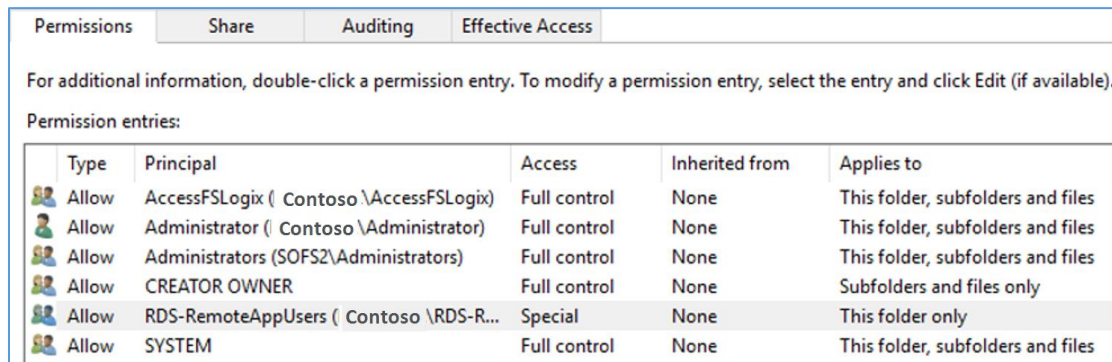 Permissions Share Auditing Effective Access
For additional information, double-click a permission entry. To modify a permission entry, select the entry and click Edit (if available).
Permission entries:
Type Principal Access Inherited from Applies to
Allow AccessFSLogix ( Contoso \AccessFSLogix) Full control None This folder, subfolders and files
Allow Administrator ( Contoso \Administrator) Full control None This folder, subfolders and files
Allow Administrators (SOFS2\Administrators) Full control None This folder, subfolders and files
Allow CREATOR OWNER Full control None Subfolders and files only
Allow RDS-RemoteAppUsers ( Contoso \RDS-R... Special None This folder only
Allow SYSTEM Full control None This folder, subfolders and files